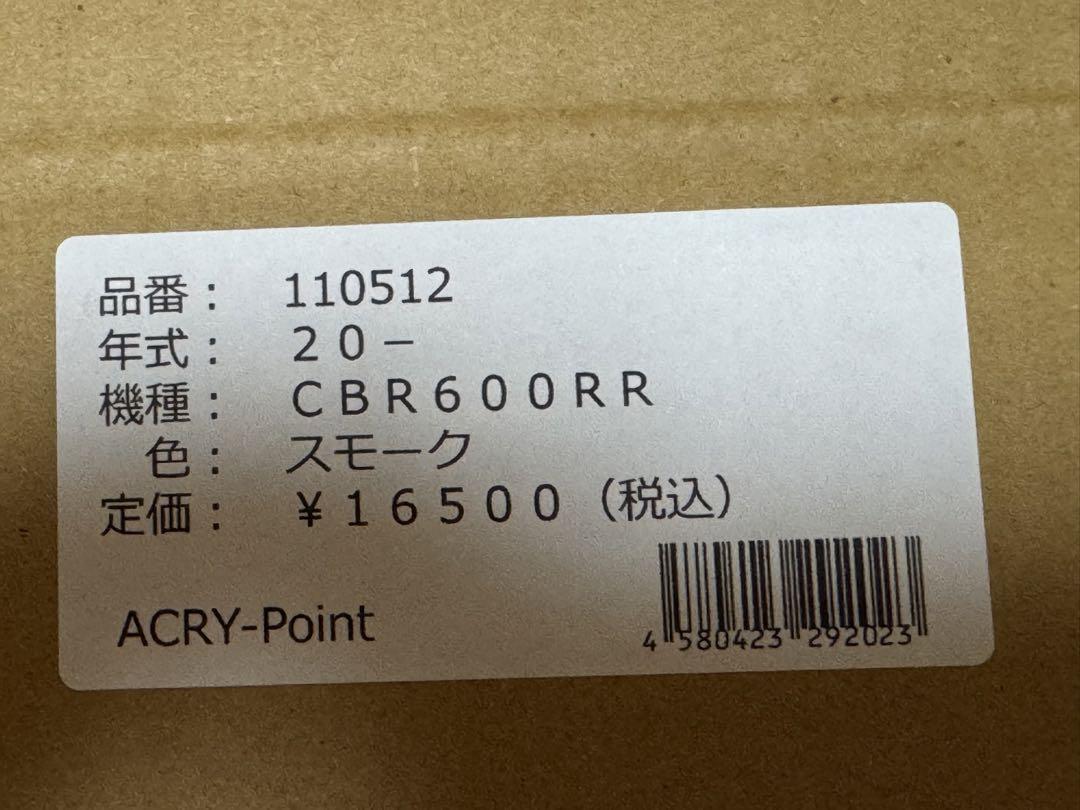 品番： 110512
年式： ２０－
機種： ＣＢＲ６００ＲＲ
色： スモーク
定価： ￥１６５００（税込）
ACRY-Point
4 580423 292023